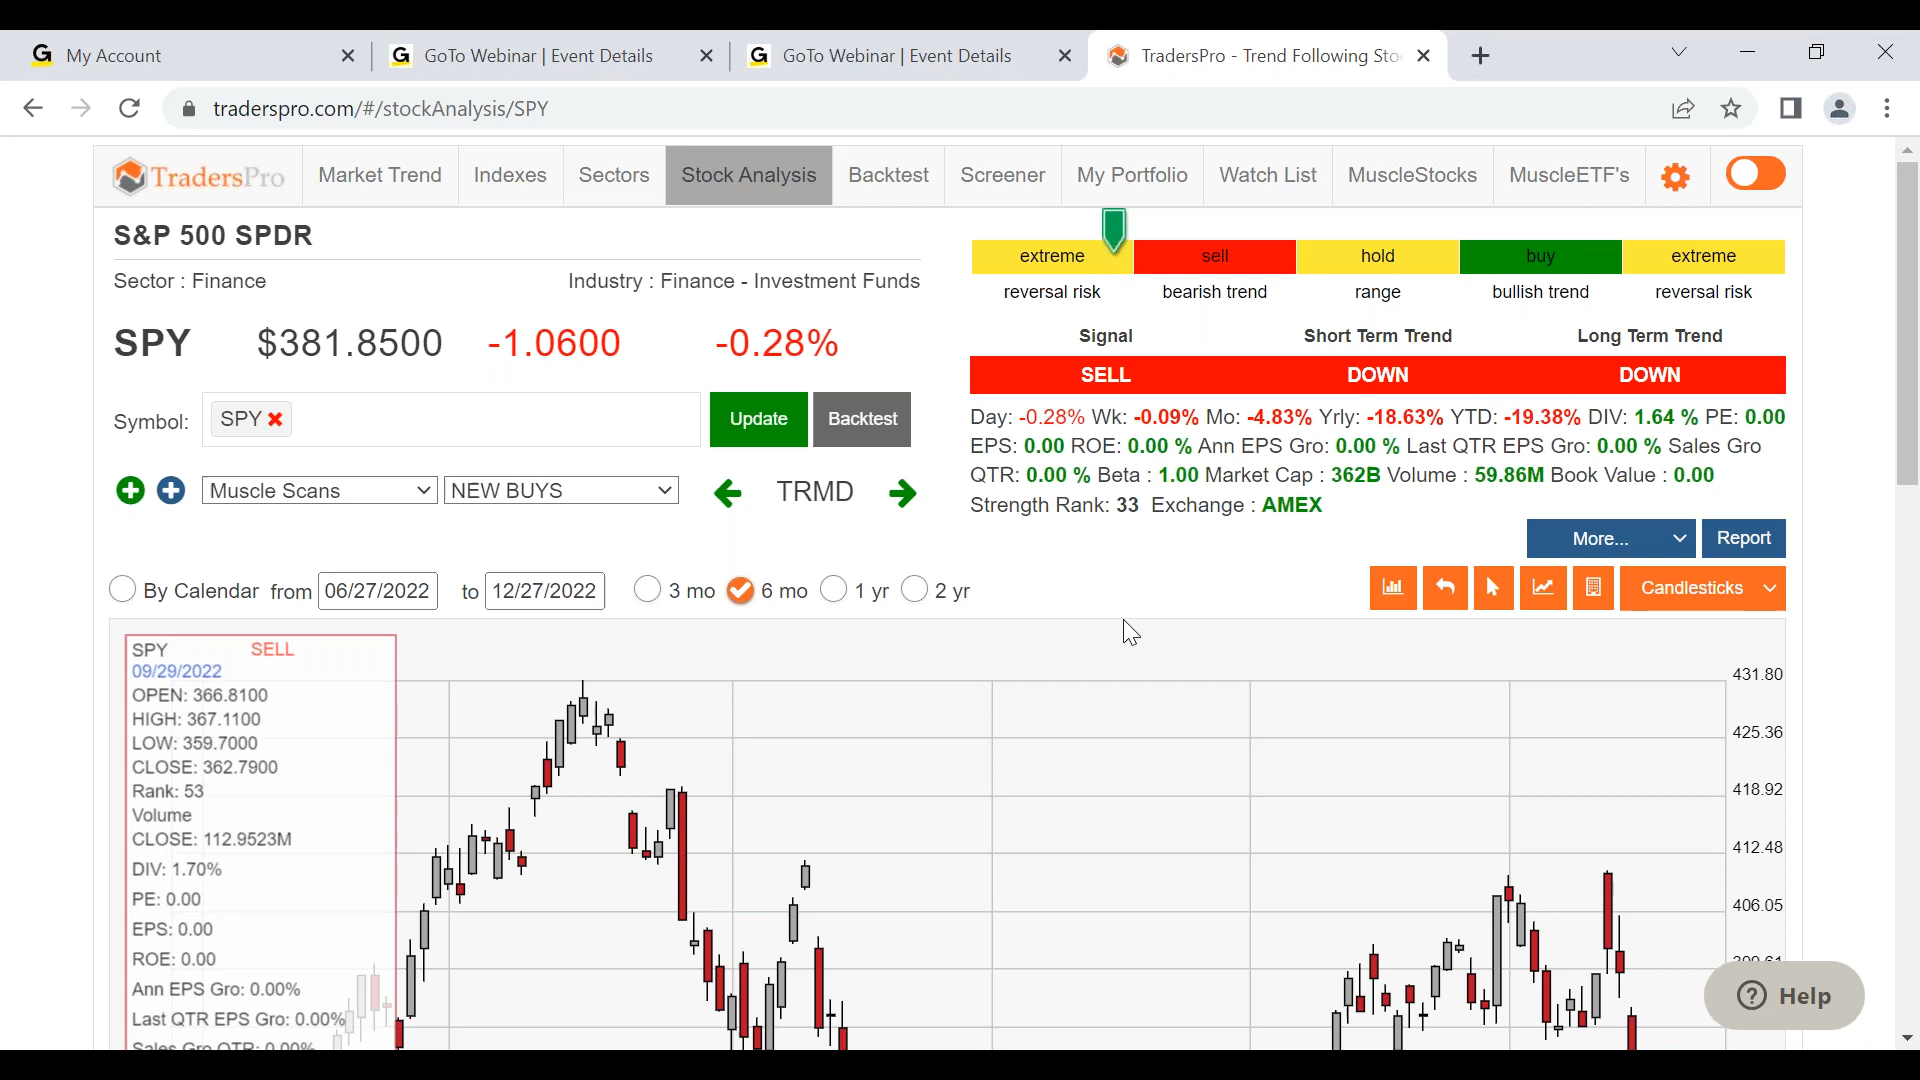 My Account
GoTo Webinar | Event Details
GoTo Webinar | Event Details
TradersPro - Trend Following Sto
traderspro.com/#/stockAnalysis/SPY
TradersPro
Market Trend
Indexes
Sectors
Stock Analysis
Backtest
Screener
My Portfolio
Watch List
MuscleStocks
MuscleETF's
S&P 500 SPDR
Sector : Finance
Industry : Finance - Investment Funds
SPY $381.8500 -1.0600 -0.28%
Symbol: SPY
Update
Backtest
Muscle Scans
NEW BUYS
TRMD
extreme sell hold buy extreme
reversal risk bearish trend range bullish trend reversal risk
Signal Short Term Trend Long Term Trend
SELL DOWN DOWN
Day: -0.28% Wk: -0.09% Mo: -4.83% Yrly: -18.63% YTD: -19.38% DIV: 1.64 % PE: 0.00
EPS: 0.00 ROE: 0.00 % Ann EPS Gro: 0.00 % Last QTR EPS Gro: 0.00 % Sales Gro
QTR: 0.00 % Beta : 1.00 Market Cap : 362B Volume : 59.86M Book Value : 0.00
Strength Rank: 33 Exchange : AMEX
More...
Report
By Calendar from 06/27/2022 to 12/27/2022
3 mo 6 mo 1 yr 2 yr
Candlesticks
SPY SELL
09/29/2022
OPEN: 366.8100
HIGH: 367.1100
LOW: 359.7000
CLOSE: 362.7900
Rank: 53
Volume
CLOSE: 112.9523M
DIV: 1.70%
PE: 0.00
EPS: 0.00
ROE: 0.00
Ann EPS Gro: 0.00%
Last QTR EPS Gro: 0.00%
Sales Gro QTR: 0.00%
431.80
425.36
418.92
412.48
406.05
399.61
Help